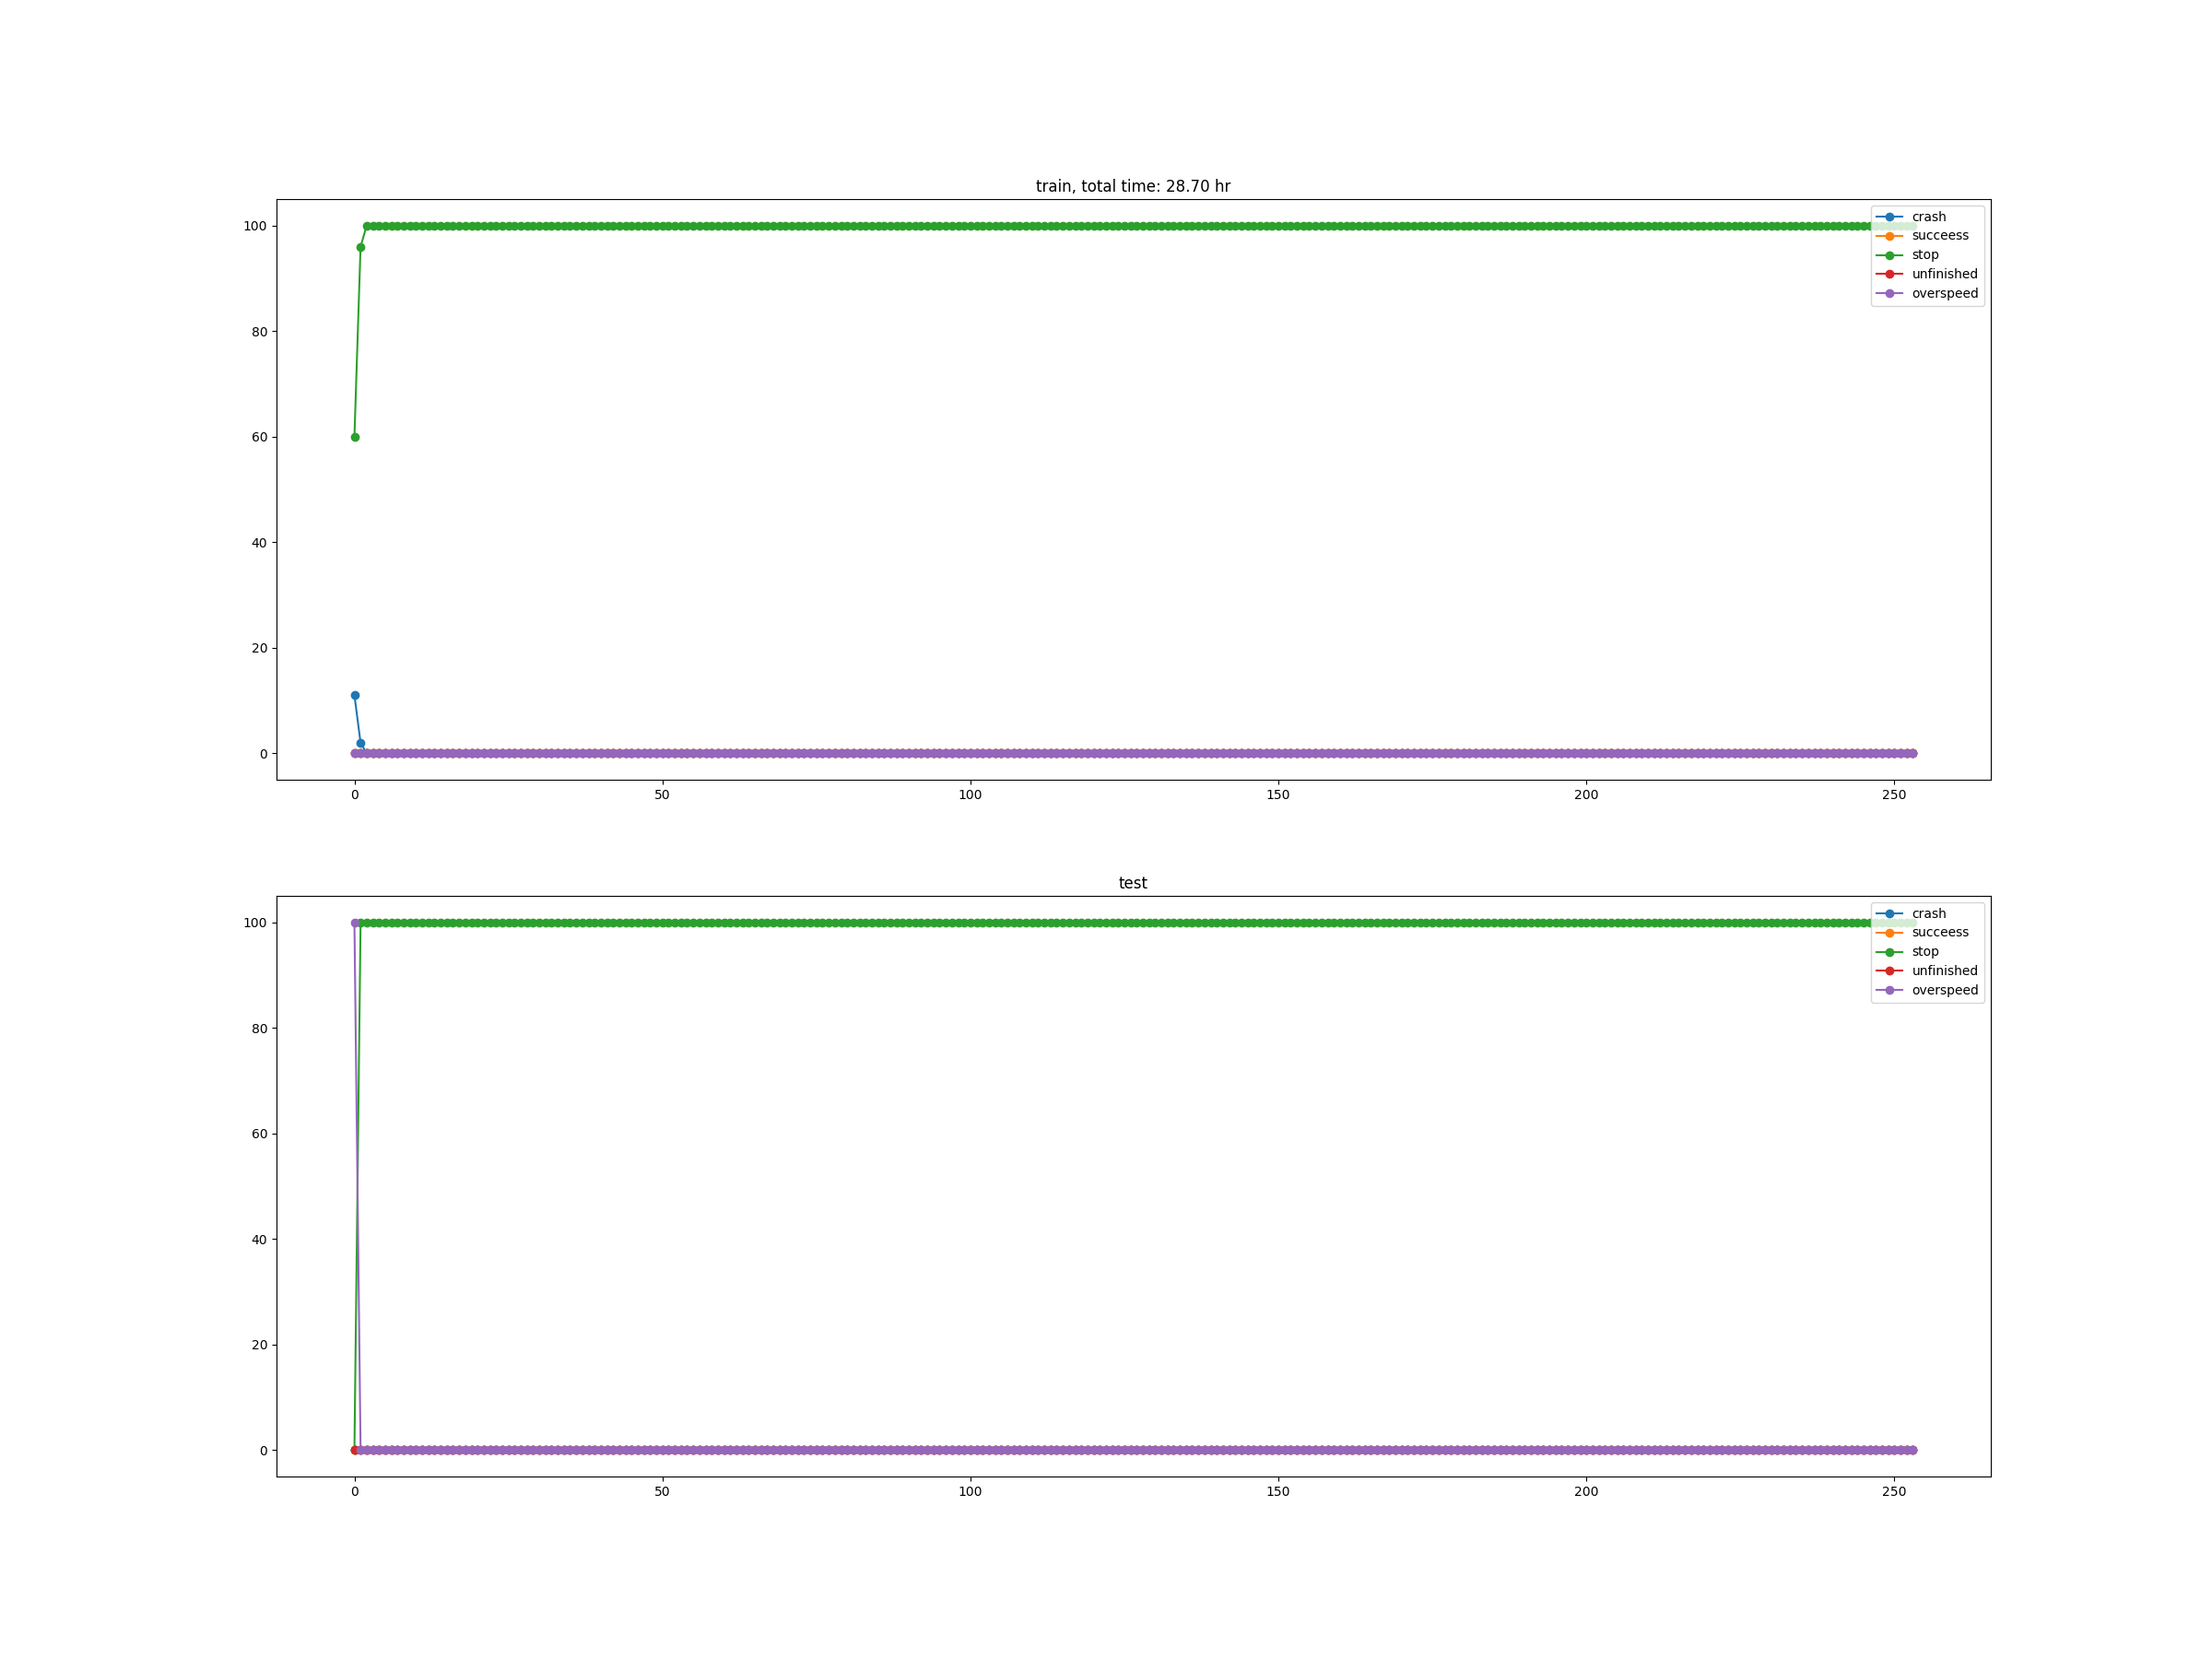 train, total time: 28.70 hr
100
80
60
40
20
0
0 50 100 150 200 250
crash
succeess
stop
unfinished
overspeed
test
100
80
60
40
20
0
0 50 100 150 200 250
crash
succeess
stop
unfinished
overspeed